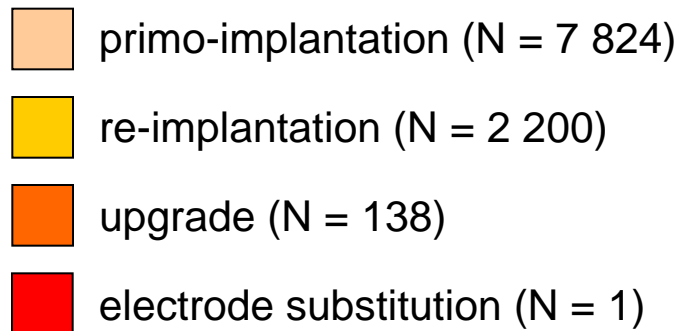 primo-implantation (N = 7 824)
re-implantation (N = 2 200)
upgrade (N = 138)
electrode substitution (N = 1)